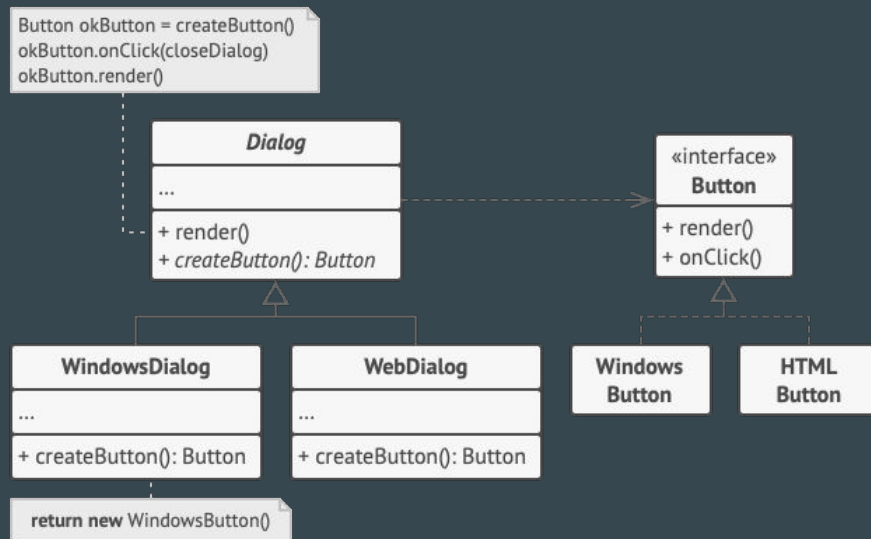 Button okButton = createButton()
okButton.onClick(closeDialog)
okButton.render()
Dialog
...
+ render()
+ createButton(): Button
«interface»
Button
+ render()
+ onClick()
WindowsDialog
...
+ createButton(): Button
WebDialog
...
+ createButton(): Button
Windows
Button
HTML
Button
return new WindowsButton()